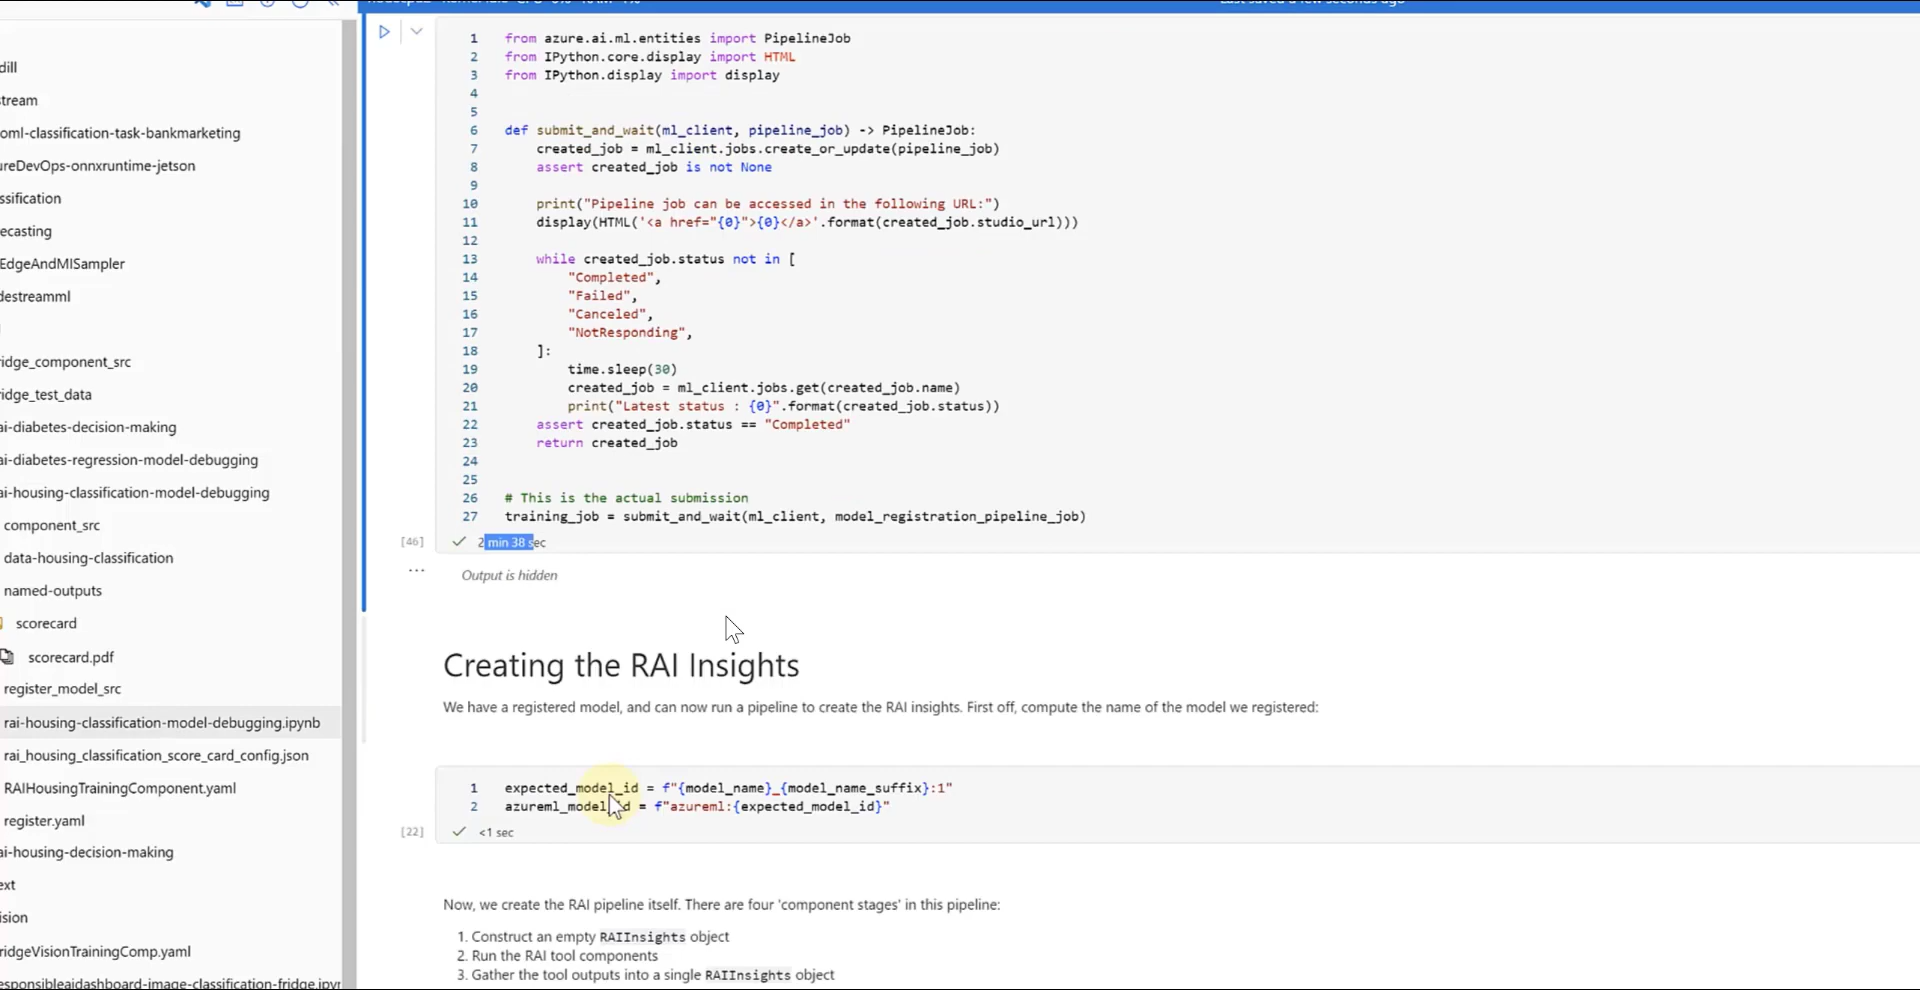 dill
stream
oml-classification-task-bankmarketing
ureDevOps-onnxruntime-jetson
ssification
ecasting
EdgeAndMlSampler
destreamml
idge_component_src
idge_test_data
ai-diabetes-decision-making
ai-diabetes-regression-model-debugging
ai-housing-classification-model-debugging
component_src
data-housing-classification
named-outputs
scorecard
scorecard.pdf
register_model_src
rai-housing-classification-model-debugging.ipynb
rai_housing_classification_score_card_config.json
RAIHousingTrainingComponent.yaml
register.yaml
ai-housing-decision-making
ext
ision
ridgeVisionTrainingComp.yaml
esponsibleaidashboard-image-classification-fridge.ipyr
Last saved a few seconds ago
1 from azure.ai.ml.entities import PipelineJob
2 from IPython.core.display import HTML
3 from IPython.display import display
4
5
6 def submit_and_wait(ml_client, pipeline_job) -> PipelineJob:
7 created_job = ml_client.jobs.create_or_update(pipeline_job)
8 assert created_job is not None
9
10 print("Pipeline job can be accessed in the following URL:")
11 display(HTML('<a href="{0}">{0}</a>'.format(created_job.studio_url)))
12
13 while created_job.status not in [
14 "Completed",
15 "Failed",
16 "Canceled",
17 "NotResponding",
18 ]:
19 time.sleep(30)
20 created_job = ml_client.jobs.get(created_job.name)
21 print("Latest status : {0}".format(created_job.status))
22 assert created_job.status == "Completed"
23 return created_job
24
25
26 # This is the actual submission
27 training_job = submit_and_wait(ml_client, model_registration_pipeline_job)
[46] 2 min 38 sec
... Output is hidden
Creating the RAI Insights
We have a registered model, and can now run a pipeline to create the RAI insights. First off, compute the name of the model we registered:
1 expected_model_id = f"{model_name}_{model_name_suffix}:1"
2 azureml_model_id = f"azureml:{expected_model_id}"
[22] <1 sec
Now, we create the RAI pipeline itself. There are four 'component stages' in this pipeline:
1. Construct an empty RAIInsights object
2. Run the RAI tool components
3. Gather the tool outputs into a single RAIInsights object